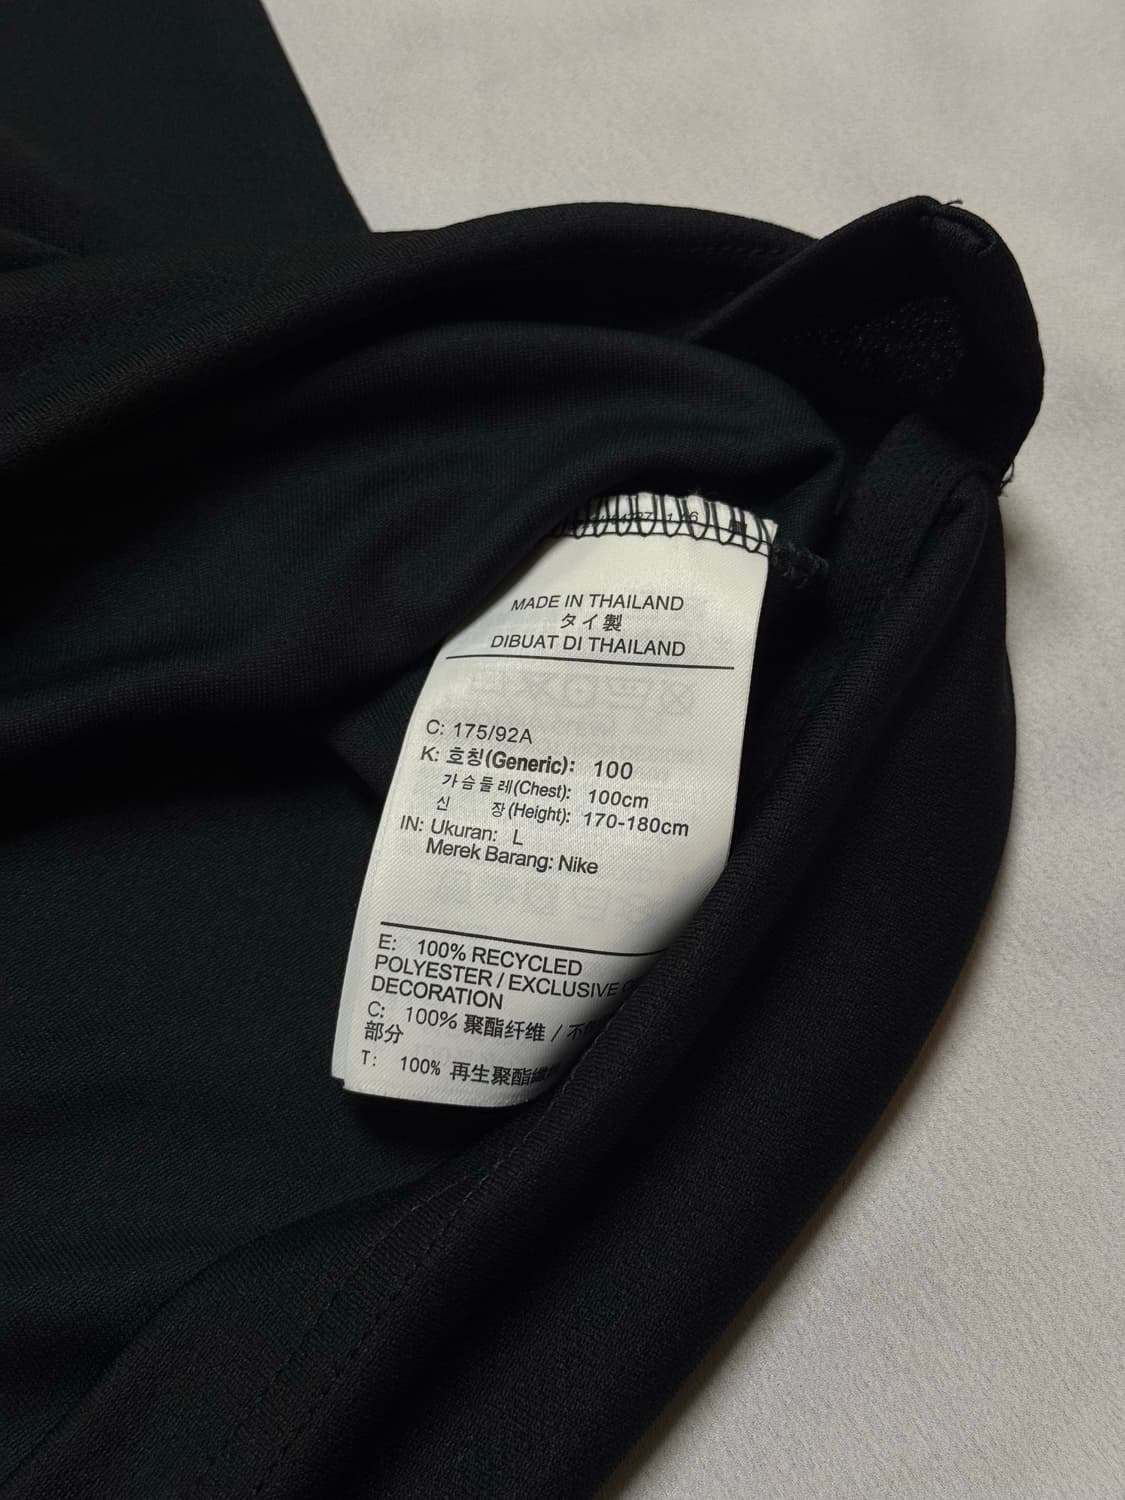 MADE IN THAILAND
タイ製
DIBUAT DI THAILAND
C: 175/92A
K: 호칭(Generic): 100
가슴둘레(Chest): 100cm
신 장(Height): 170-180cm
IN: Ukuran: L
Merek Barang: Nike
E: 100% RECYCLED
POLYESTER / EXCLUSIVE
DECORATION
C: 100% 聚酯纤维 / 不
部分
T: 100% 再生聚酯